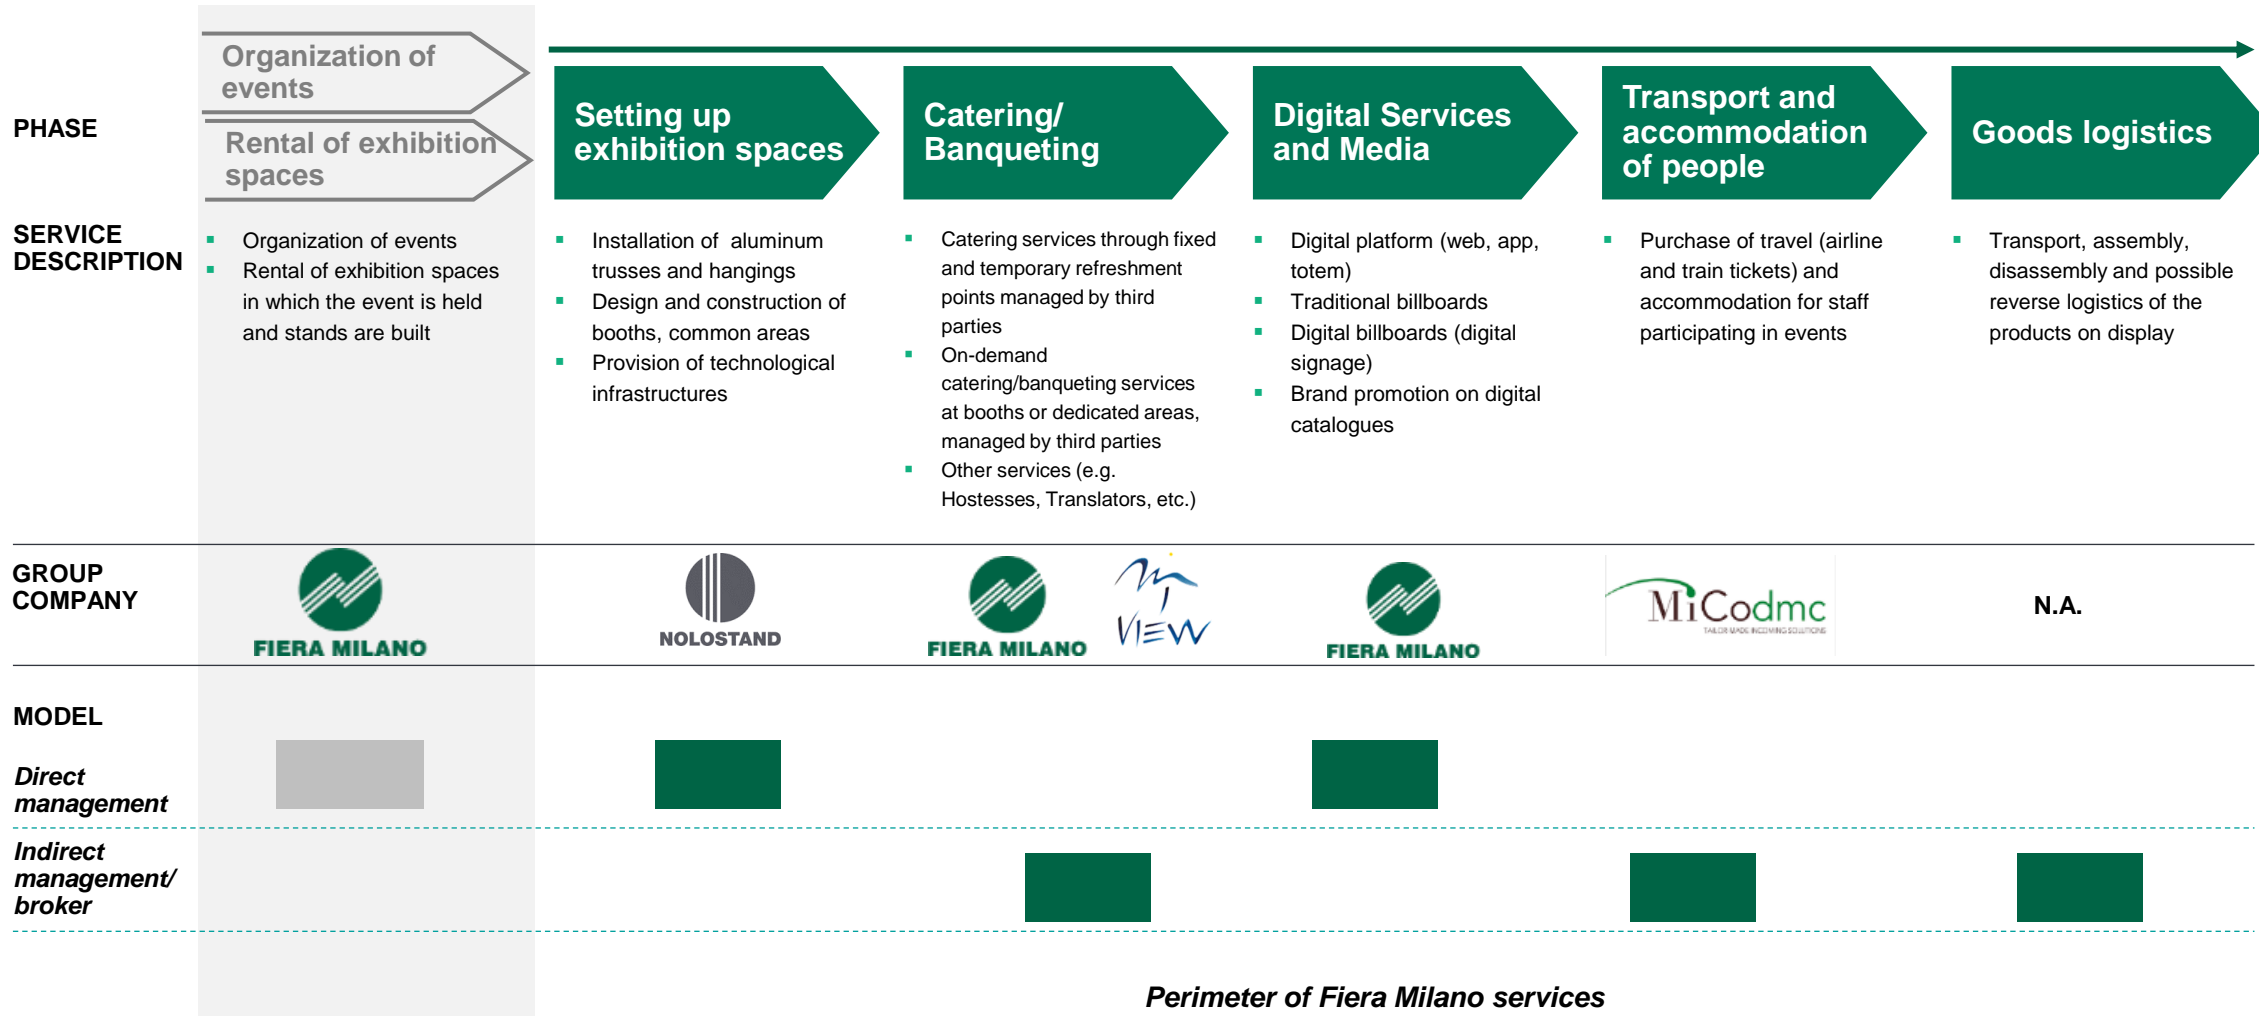 PHASE
Organization of
events
Rental of exhibition
spaces
Setting up
exhibition spaces
Catering/
Banqueting
Digital Services
and Media
Transport and
accommodation
of people
Goods logistics
SERVICE
DESCRIPTION
▪ Organization of events
▪ Rental of exhibition spaces
in which the event is held
and stands are built
▪ Installation of aluminum
trusses and hangings
▪ Design and construction of
booths, common areas
▪ Provision of technological
infrastructures
▪ Catering services through fixed
and temporary refreshment
points managed by third
parties
▪ On-demand
catering/banqueting services
at booths or dedicated areas,
managed by third parties
▪ Other services (e.g.
Hostesses, Translators, etc.)
▪ Digital platform (web, app,
totem)
▪ Traditional billboards
▪ Digital billboards (digital
signage)
▪ Brand promotion on digital
catalogues
▪ Purchase of travel (airline
and train tickets) and
accommodation for staff
participating in events
▪ Transport, assembly,
disassembly and possible
reverse logistics of the
products on display
GROUP
COMPANY
FIERA MILANO
NOLOSTAND
FIERA MILANO
MI
VIEW
FIERA MILANO
MiCodmc
TAILOR-MADE INCOMING SOLUTIONS
N.A.
MODEL
Direct
management
Indirect
management/
broker
Perimeter of Fiera Milano services